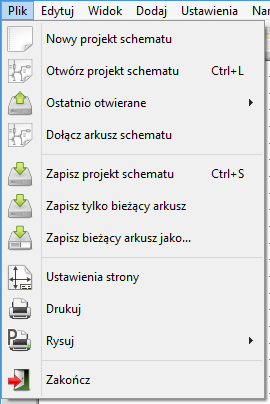 Plik Edytuj Widok Dodaj Ustawienia
Nowy projekt schematu
Otwórz projekt schematu Ctrl+L
Ostatnio otwierane
Dołącz arkusz schematu
Zapisz projekt schematu Ctrl+S
Zapisz tylko bieżący arkusz
Zapisz bieżący arkusz jako...
Ustawienia strony
Drukuj
Rysuj
Zakończ